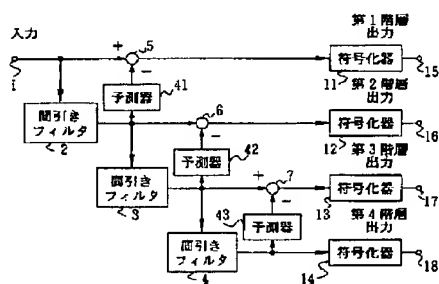 入力
1
+
−
5
予測器
41
第1階層
出力
符号化器
11
15
間引き
フィルタ
2
+
−
6
予測器
42
第2階層
出力
符号化器
12
16
間引き
フィルタ
3
+
−
7
予測器
43
第3階層
出力
符号化器
13
17
間引き
フィルタ
4
第4階層
出力
符号化器
14
18